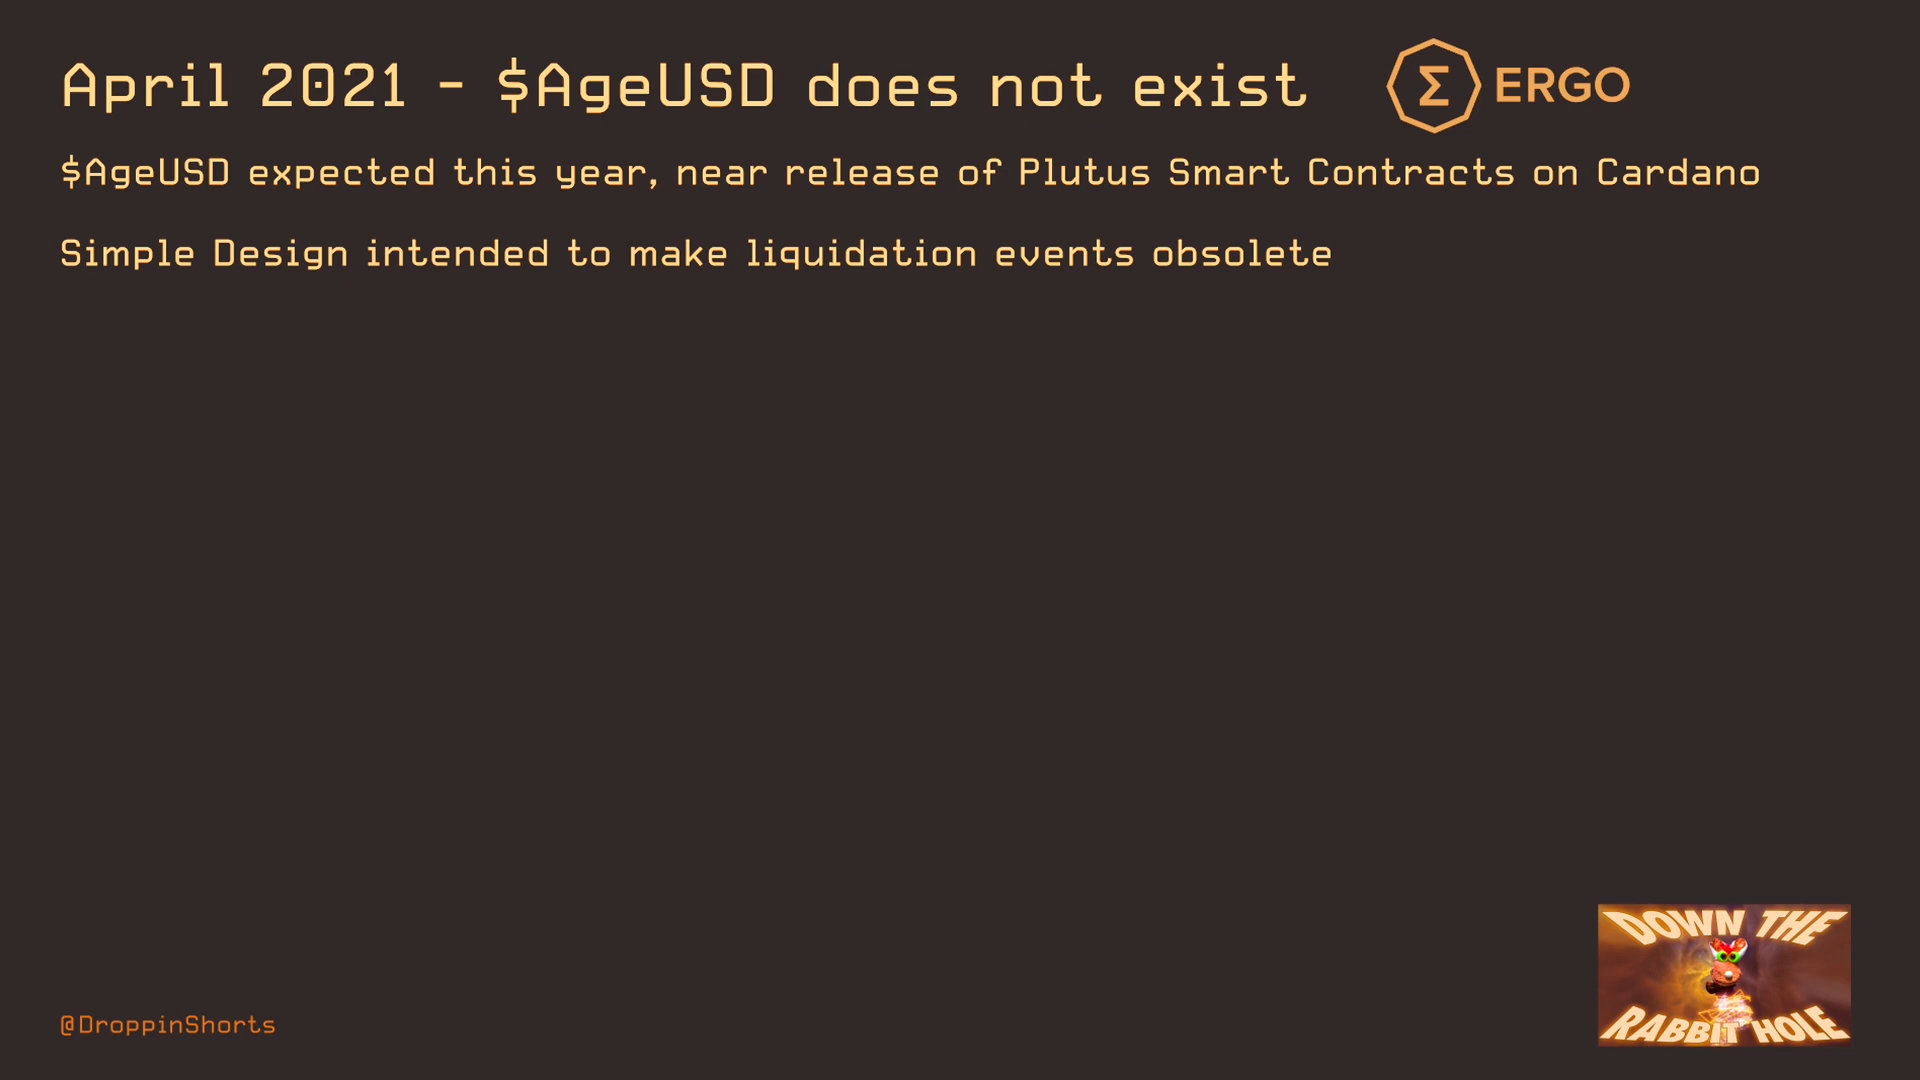 April 2021 - $AgeUSD does not exist
Σ ERGO
$AgeUSD expected this year, near release of Plutus Smart Contracts on Cardano
Simple Design intended to make liquidation events obsolete
DOWN THE
RABBIT HOLE
@DroppinShorts